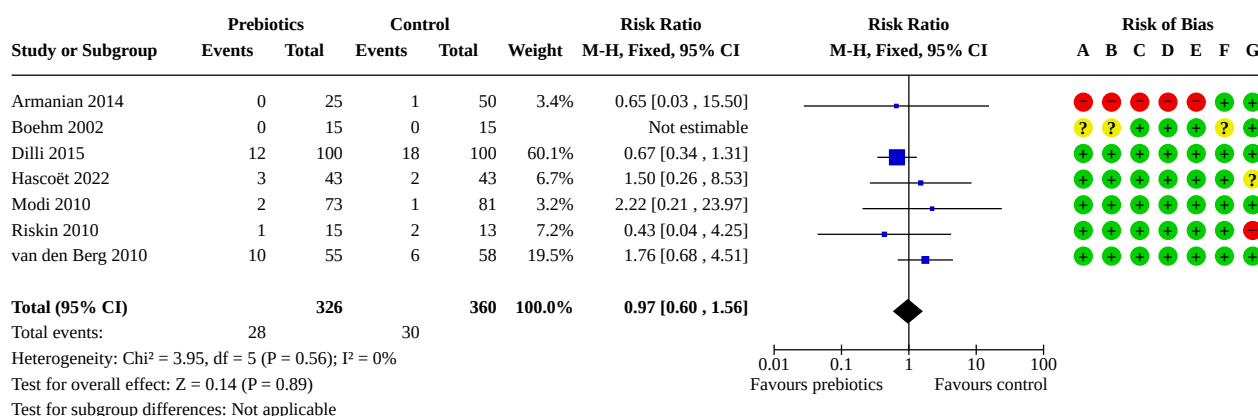 Prebiotics Control Risk Ratio Risk Ratio Risk of Bias
Study or Subgroup Events Total Events Total Weight M-H, Fixed, 95% CI M-H, Fixed, 95% CI A B C D E F G
Armanian 2014 0 25 1 50 3.4% 0.65 [0.03 , 15.50] − − − − − + +
Boehm 2002 0 15 0 15 Not estimable ? ? + + + ? +
Dilli 2015 12 100 18 100 60.1% 0.67 [0.34 , 1.31] + + + + + + +
Hascoët 2022 3 43 2 43 6.7% 1.50 [0.26 , 8.53] + + + + + + ?
Modi 2010 2 73 1 81 3.2% 2.22 [0.21 , 23.97] + + + + + + +
Riskin 2010 1 15 2 13 7.2% 0.43 [0.04 , 4.25] + + + + + + −
van den Berg 2010 10 55 6 58 19.5% 1.76 [0.68 , 4.51] + + + + + + +
Total (95% CI) 326 360 100.0% 0.97 [0.60 , 1.56]
Total events: 28 30
Heterogeneity: Chi² = 3.95, df = 5 (P = 0.56); I² = 0%
0.01 0.1 1 10 100
Test for overall effect: Z = 0.14 (P = 0.89)
Favours prebiotics Favours control
Test for subgroup differences: Not applicable